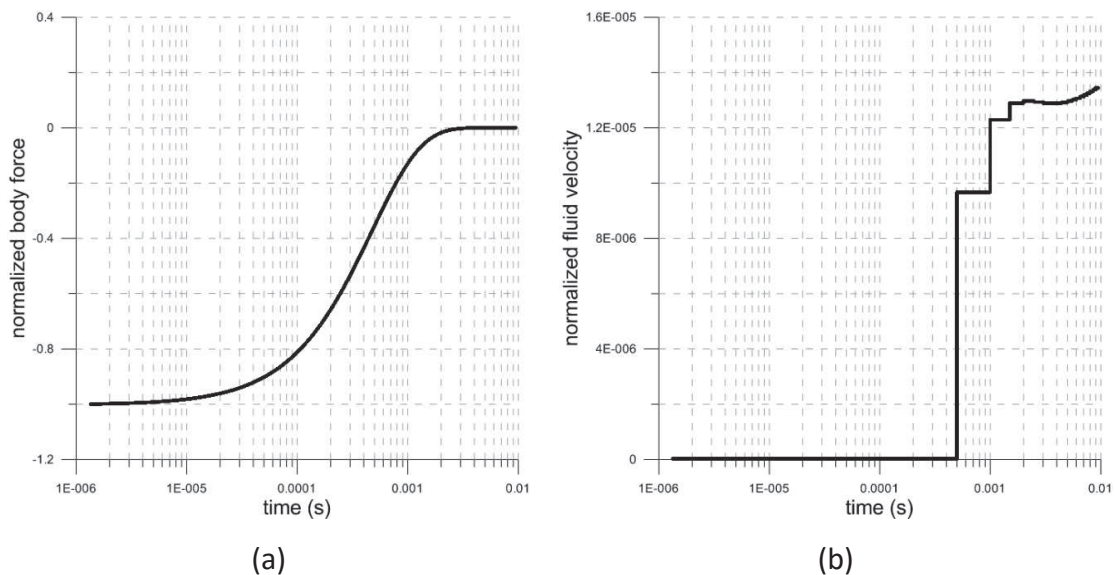 0.4
0
-0.4
-0.8
-1.2
normalized body force
1E-006
1E-005
0.0001
0.001
0.01
time (s)
(a)
1.6E-005
1.2E-005
8E-006
4E-006
0
normalized fluid velocity
1E-006
1E-005
0.0001
0.001
0.01
time (s)
(b)